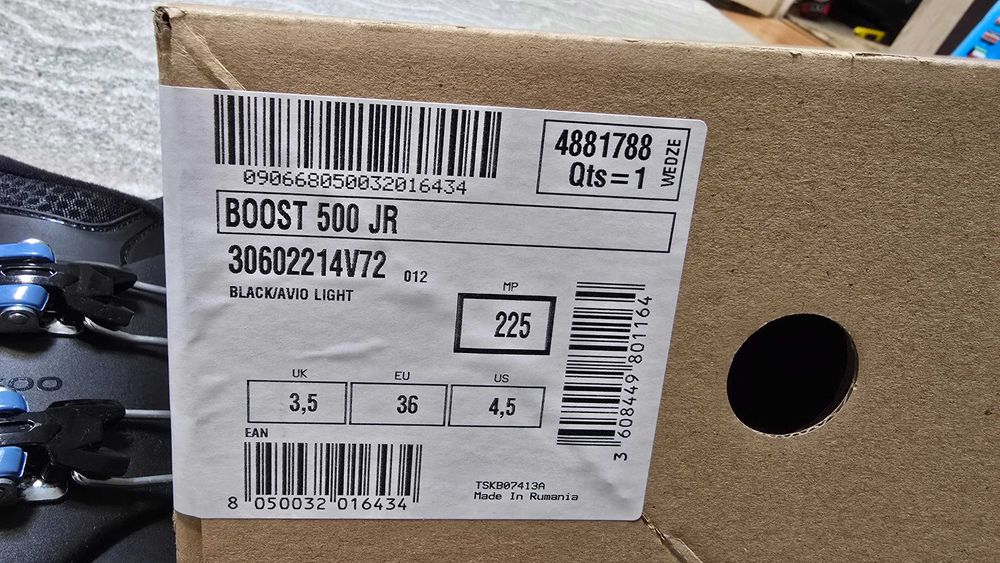 090668050032016434
4881788
Qts=1
WEDZE
BOOST 500 JR
30602214V72 012
BLACK/AVIO LIGHT
MP
225
UK EU US
3,5 36 4,5
3 608449 801164
EAN
8 050032 016434
TSKB07413A
Made In Rumania